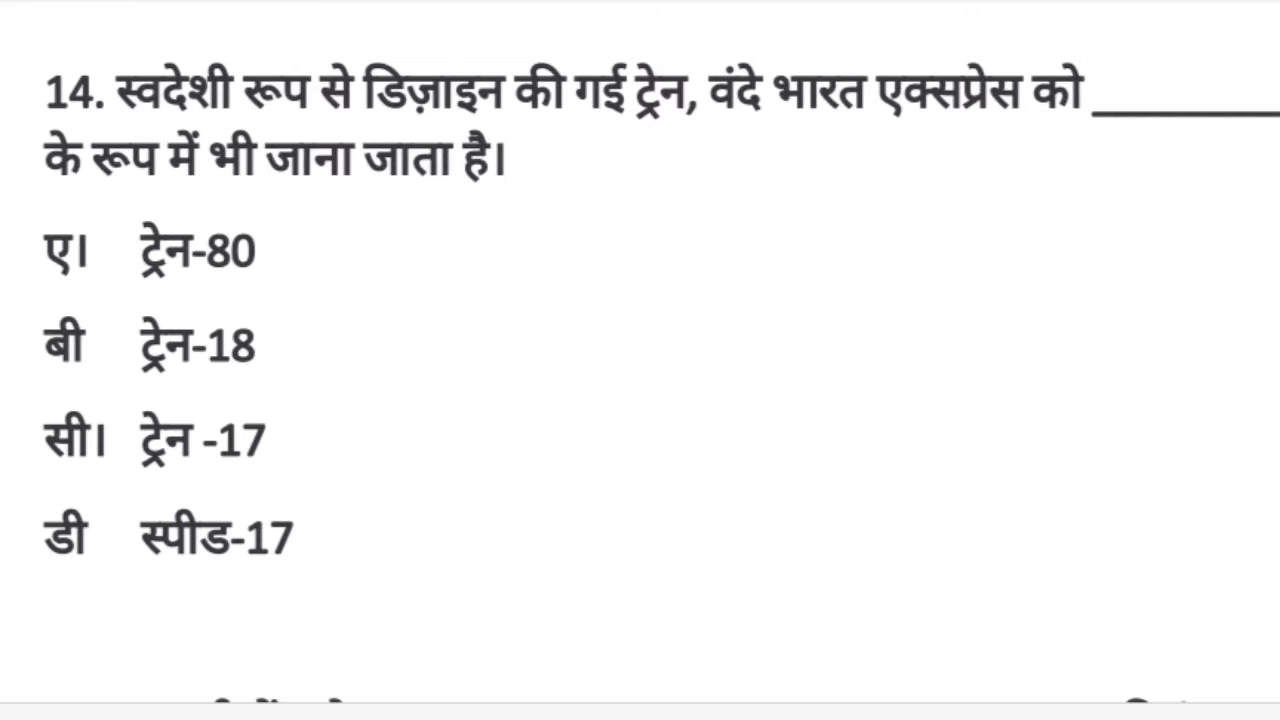 14. स्वदेशी रूप से डिज़ाइन की गई ट्रेन, वंदे भारत एक्सप्रेस को ________
के रूप में भी जाना जाता है।
ए। ट्रेन-80
बी ट्रेन-18
सी। ट्रेन -17
डी स्पीड-17